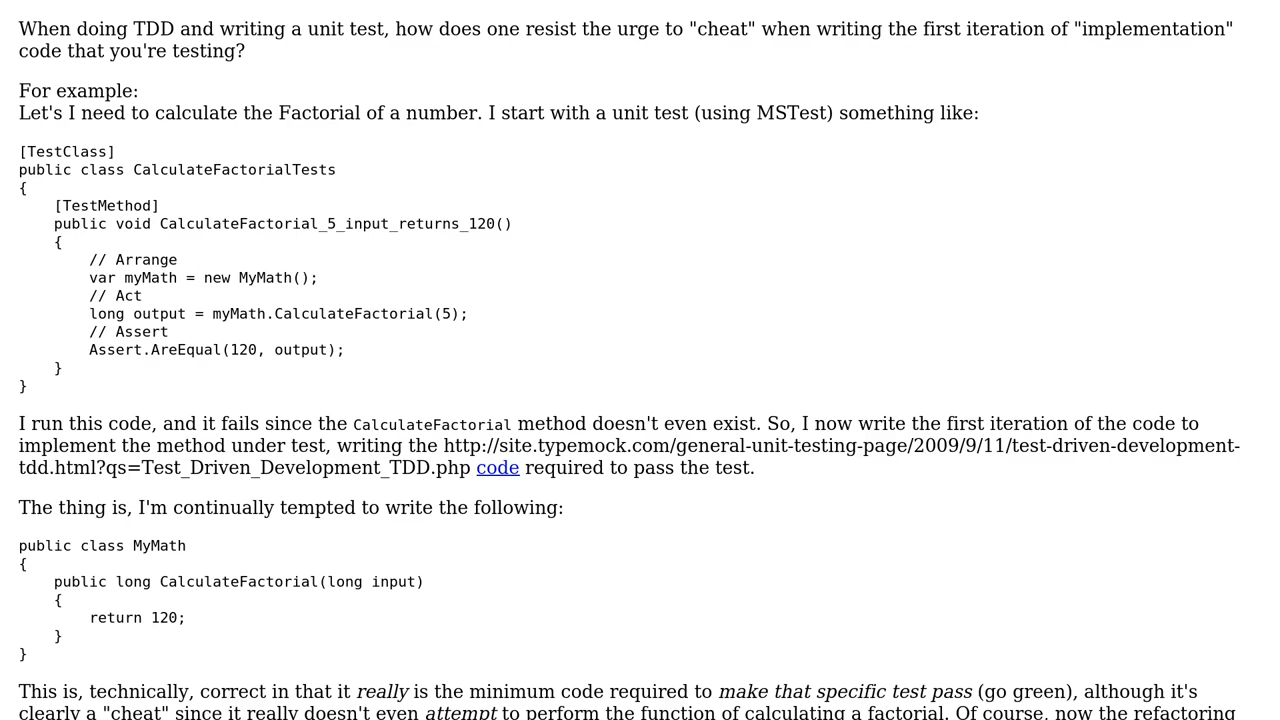 When doing TDD and writing a unit test, how does one resist the urge to "cheat" when writing the first iteration of "implementation"
code that you're testing?
For example:
Let's I need to calculate the Factorial of a number. I start with a unit test (using MSTest) something like:
[TestClass]
public class CalculateFactorialTests
{
    [TestMethod]
    public void CalculateFactorial_5_input_returns_120()
    {
        // Arrange
        var myMath = new MyMath();
        // Act
        long output = myMath.CalculateFactorial(5);
        // Assert
        Assert.AreEqual(120, output);
    }
}
I run this code, and it fails since the CalculateFactorial method doesn't even exist. So, I now write the first iteration of the code to
implement the method under test, writing the http://site.typemock.com/general-unit-testing-page/2009/9/11/test-driven-development-
tdd.html?qs=Test_Driven_Development_TDD.php code required to pass the test.
The thing is, I'm continually tempted to write the following:
public class MyMath
{
    public long CalculateFactorial(long input)
    {
        return 120;
    }
}
This is, technically, correct in that it really is the minimum code required to make that specific test pass (go green), although it's
clearly a "cheat" since it really doesn't even attempt to perform the function of calculating a factorial. Of course, now the refactoring